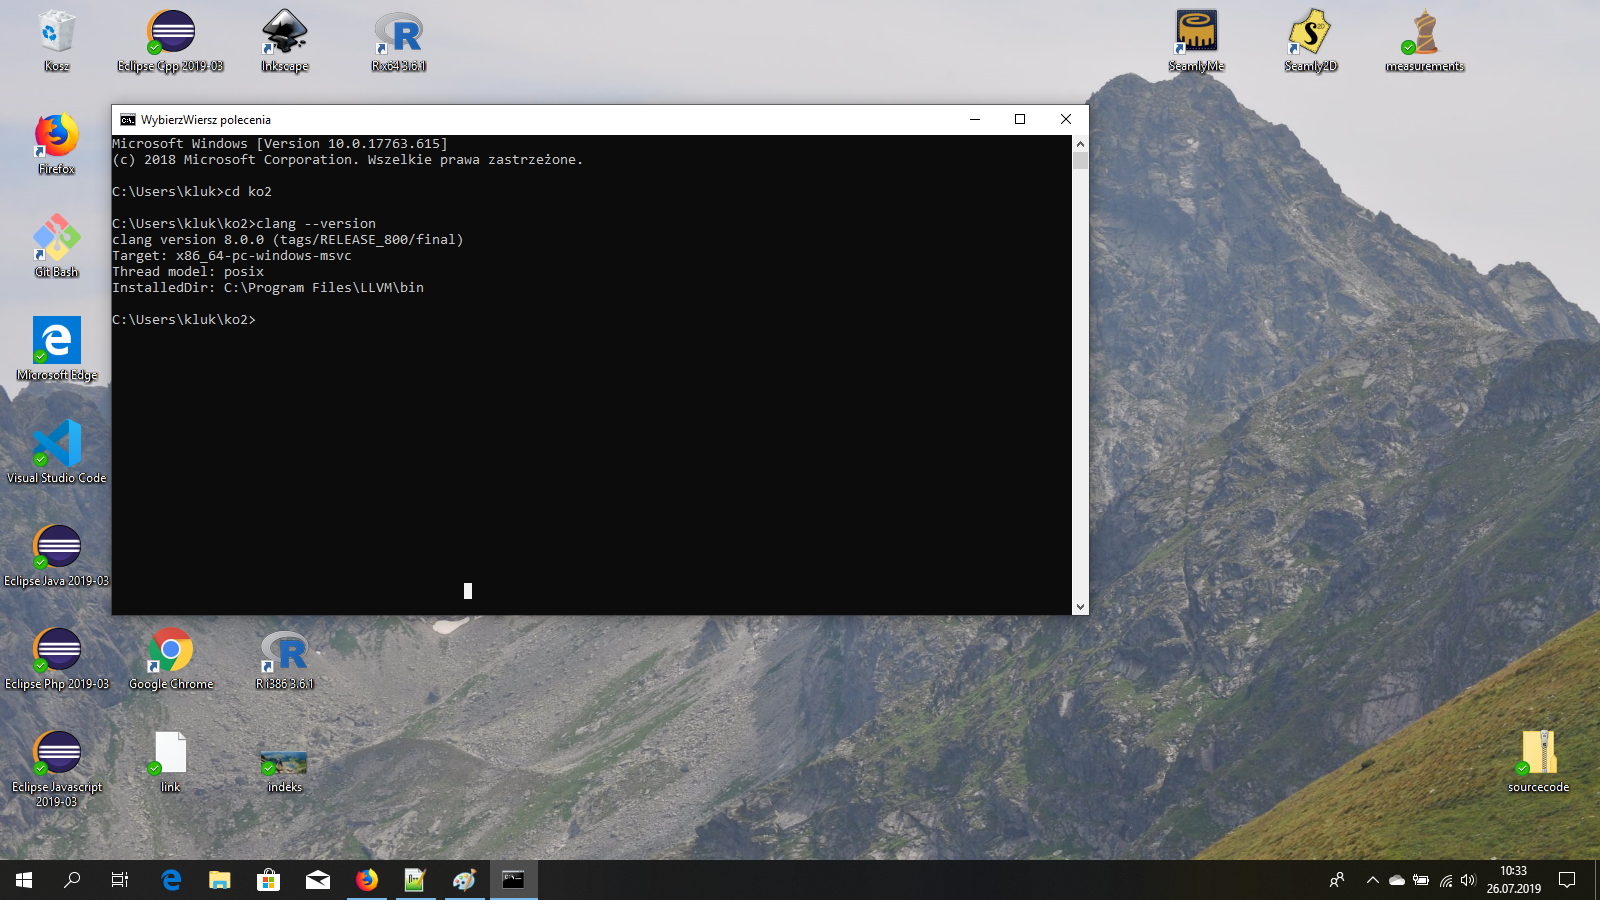 Kosz
Eclipse Cpp 2019-03
Inkscape
R x64 3.6.1
SeamlyMe
Seamly2D
measurements
Firefox
Git Bash
Microsoft Edge
Visual Studio Code
Eclipse Java 2019-03
WybierzWiersz polecenia
Microsoft Windows [Version 10.0.17763.615]
(c) 2018 Microsoft Corporation. Wszelkie prawa zastrzeżone.
C:\Users\kluk>cd ko2
C:\Users\kluk\ko2>clang --version
clang version 8.0.0 (tags/RELEASE_800/final)
Target: x86_64-pc-windows-msvc
Thread model: posix
InstalledDir: C:\Program Files\LLVM\bin
C:\Users\kluk\ko2>
Eclipse Php 2019-03
Google Chrome
R i386 3.6.1
Eclipse Javascript
2019-03
link
indeks
sourcecode
10:33
26.07.2019